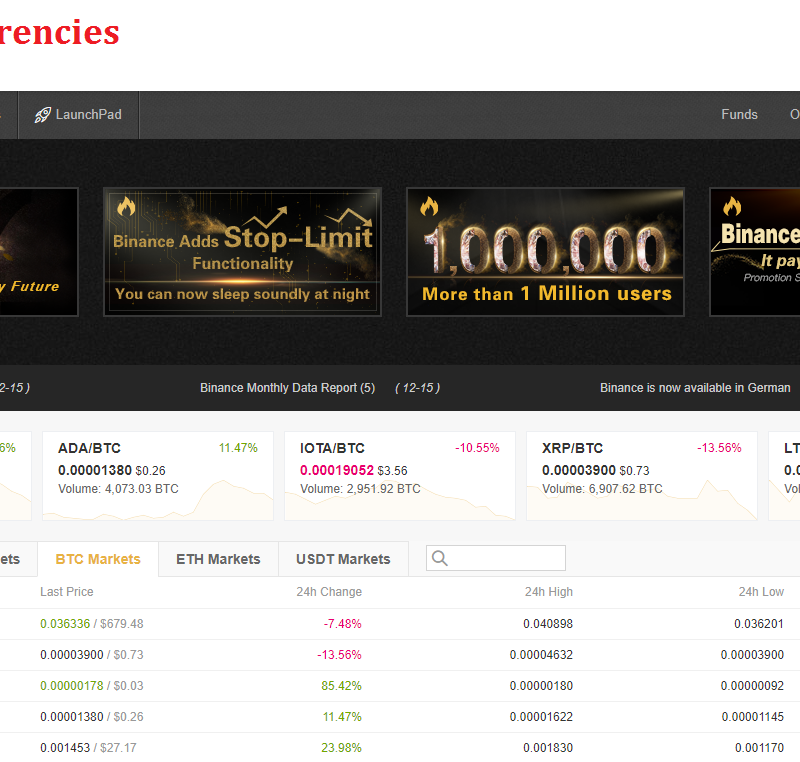 rencies
LaunchPad
Funds
O
y Future
Binance Adds Stop-Limit
Functionality
You can now sleep soundly at night
1,000,000
More than 1 Million users
Binance
It pay
Promotion S
2-15 )
Binance Monthly Data Report (5) ( 12-15 )
Binance is now available in German
6%
ADA/BTC 11.47%
0.00001380 $0.26
Volume: 4,073.03 BTC
IOTA/BTC -10.55%
0.00019052 $3.56
Volume: 2,951.92 BTC
XRP/BTC -13.56%
0.00003900 $0.73
Volume: 6,907.62 BTC
LT
0.0
Vol
ets BTC Markets ETH Markets USDT Markets
Last Price 24h Change 24h High 24h Low
0.036336 / $679.48 -7.48% 0.040898 0.036201
0.00003900 / $0.73 -13.56% 0.00004632 0.00003900
0.00000178 / $0.03 85.42% 0.00000180 0.00000092
0.00001380 / $0.26 11.47% 0.00001622 0.00001145
0.001453 / $27.17 23.98% 0.001830 0.001170